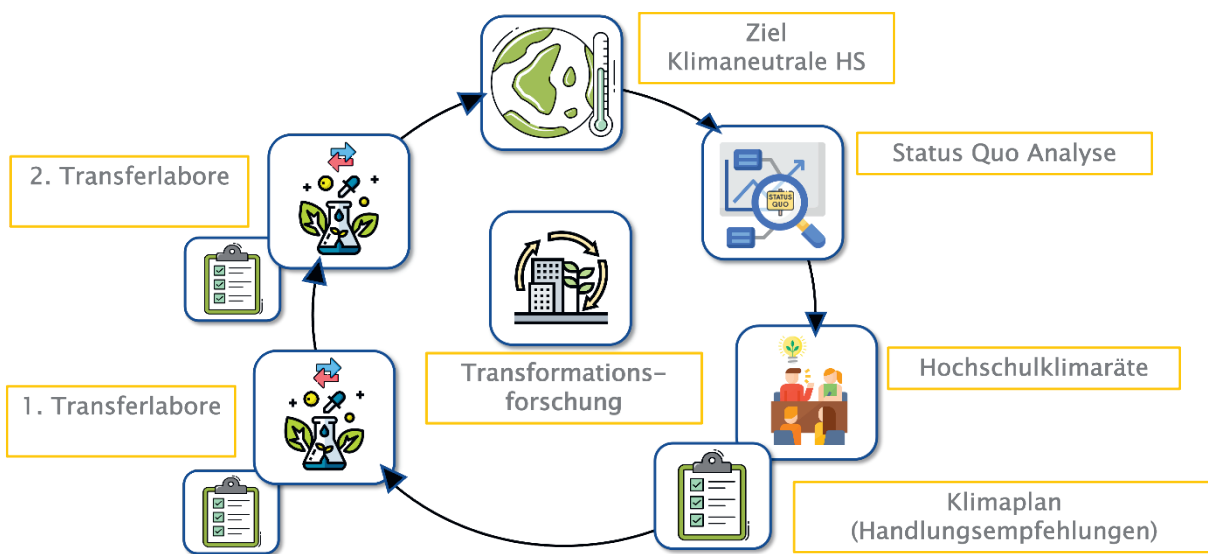 Ziel
Klimaneutrale HS
Status Quo Analyse
STATUS
QUO
2. Transferlabore
Hochschulklimaräte
Transformations-
forschung
1. Transferlabore
Klimaplan
(Handlungsempfehlungen)